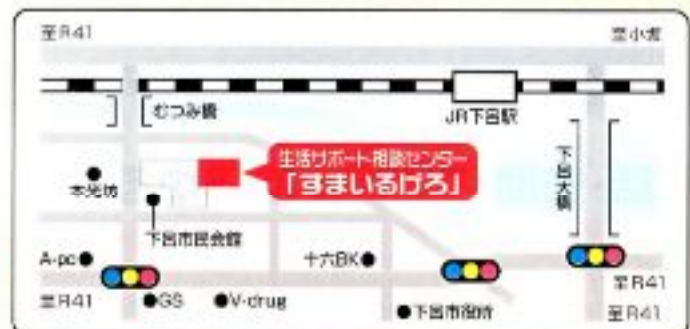 至R41
至小坂
むつみ橋
JR下呂駅
生活サポート相談センター
「すまいるげろ」
下呂大橋
本光坊
下呂市民会館
A-pc
十六BK
至R41
至R41
GS
V-drug
下呂市役所
至R41